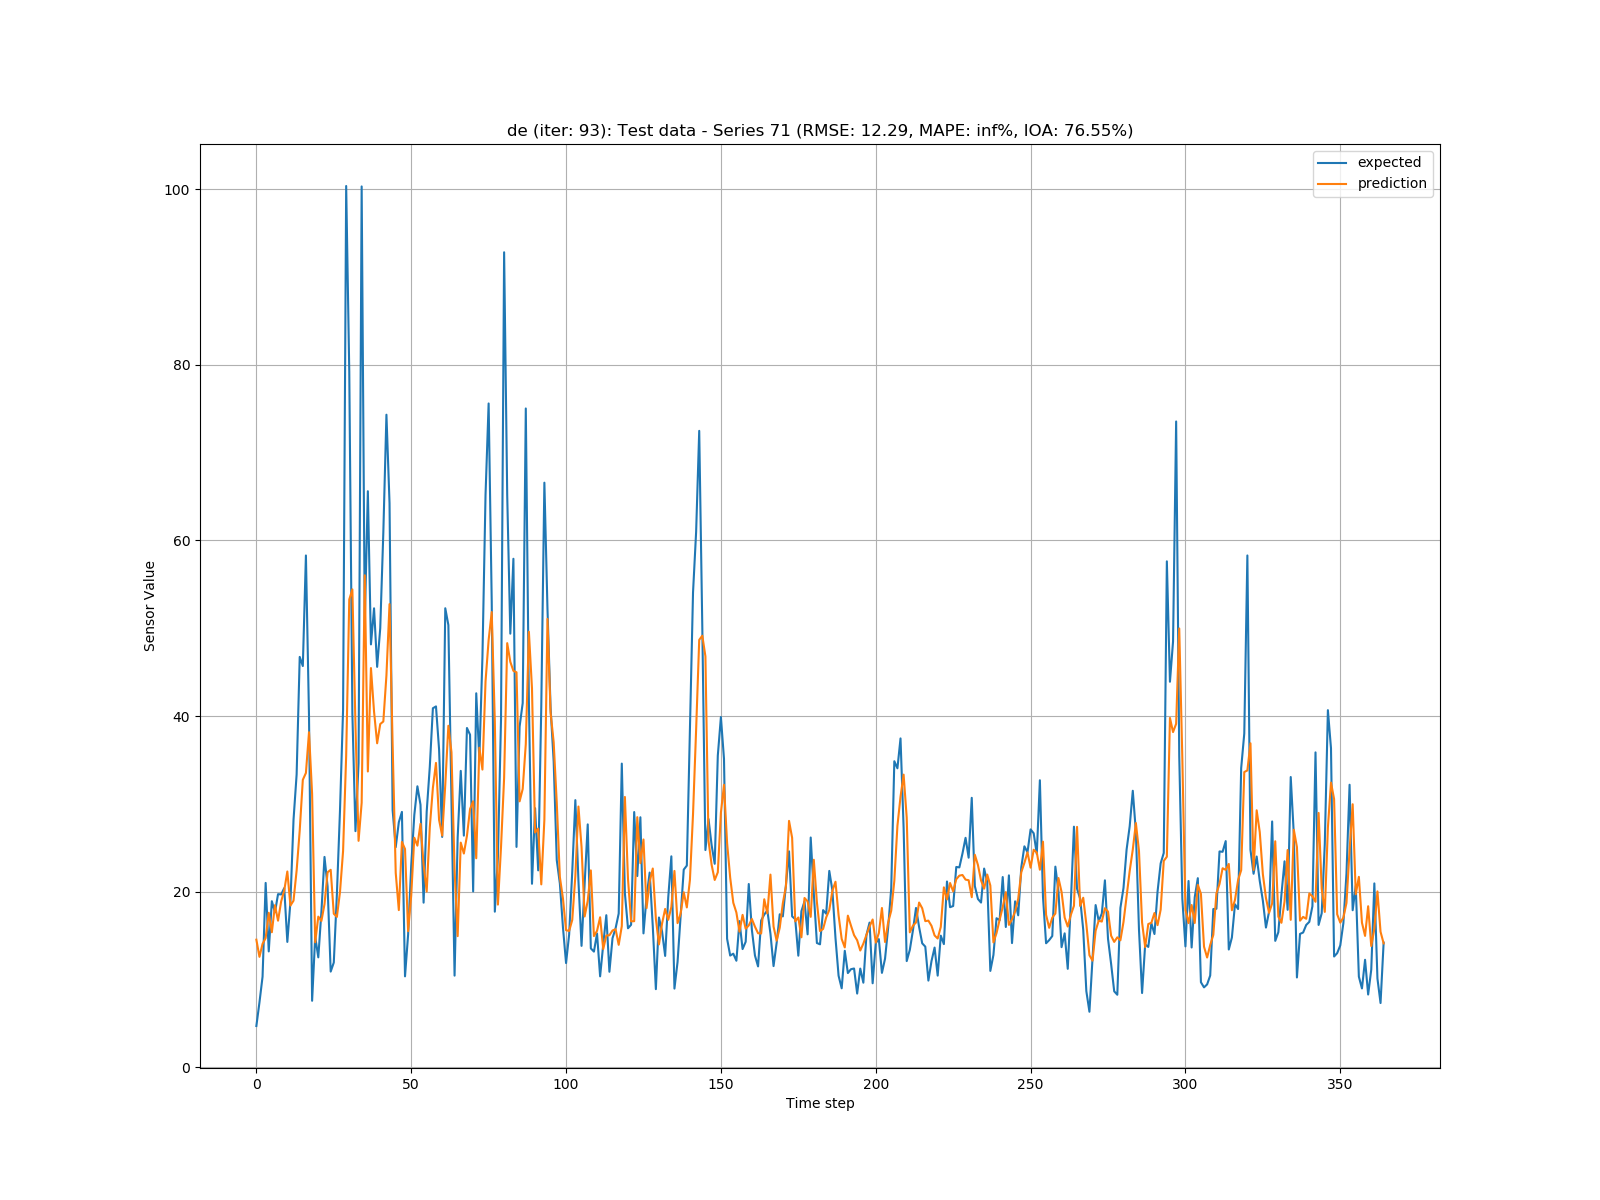 de (iter: 93): Test data - Series 71 (RMSE: 12.29, MAPE: inf%, IOA: 76.55%)
expected
prediction
100
80
60
40
20
0
Sensor Value
0 50 100 150 200 250 300 350
Time step